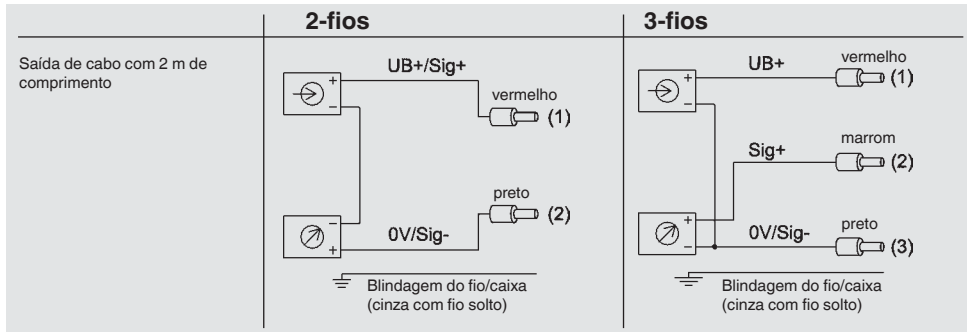 2-fios
3-fios
Saída de cabo com 2 m de
comprimento
UB+/Sig+
+
−
vermelho
(1)
preto
(2)
−
+
0V/Sig-
Blindagem do fio/caixa
(cinza com fio solto)
UB+
+
−
vermelho
(1)
marrom
Sig+
(2)
+
−
0V/Sig-
preto
(3)
Blindagem do fio/caixa
(cinza com fio solto)